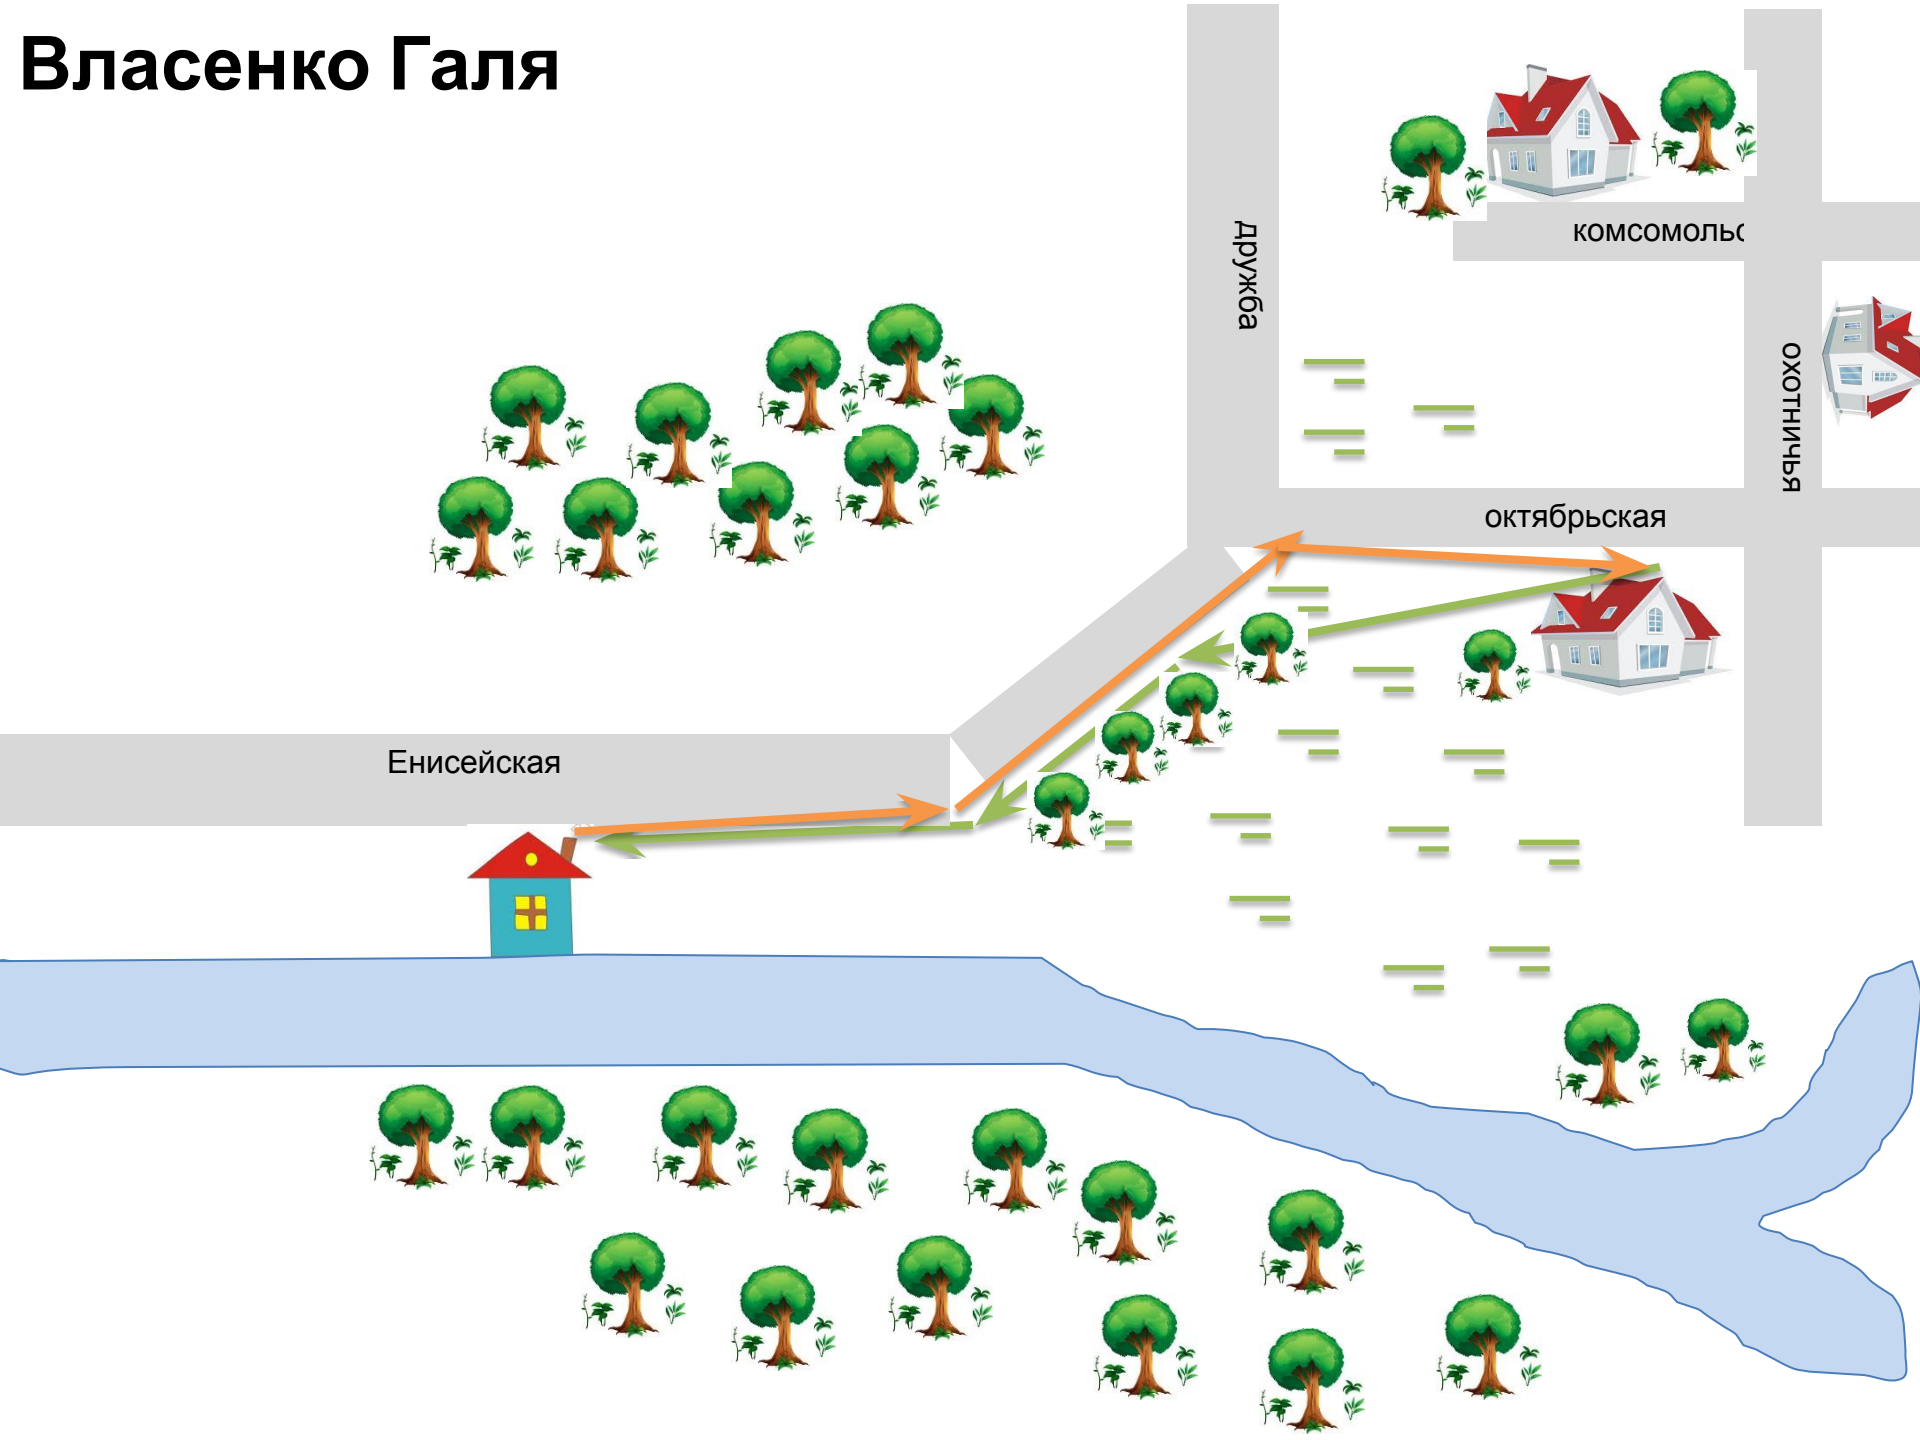 Власенко Галя
дружба
комсомольс
охотничья
октябрьская
Енисейская